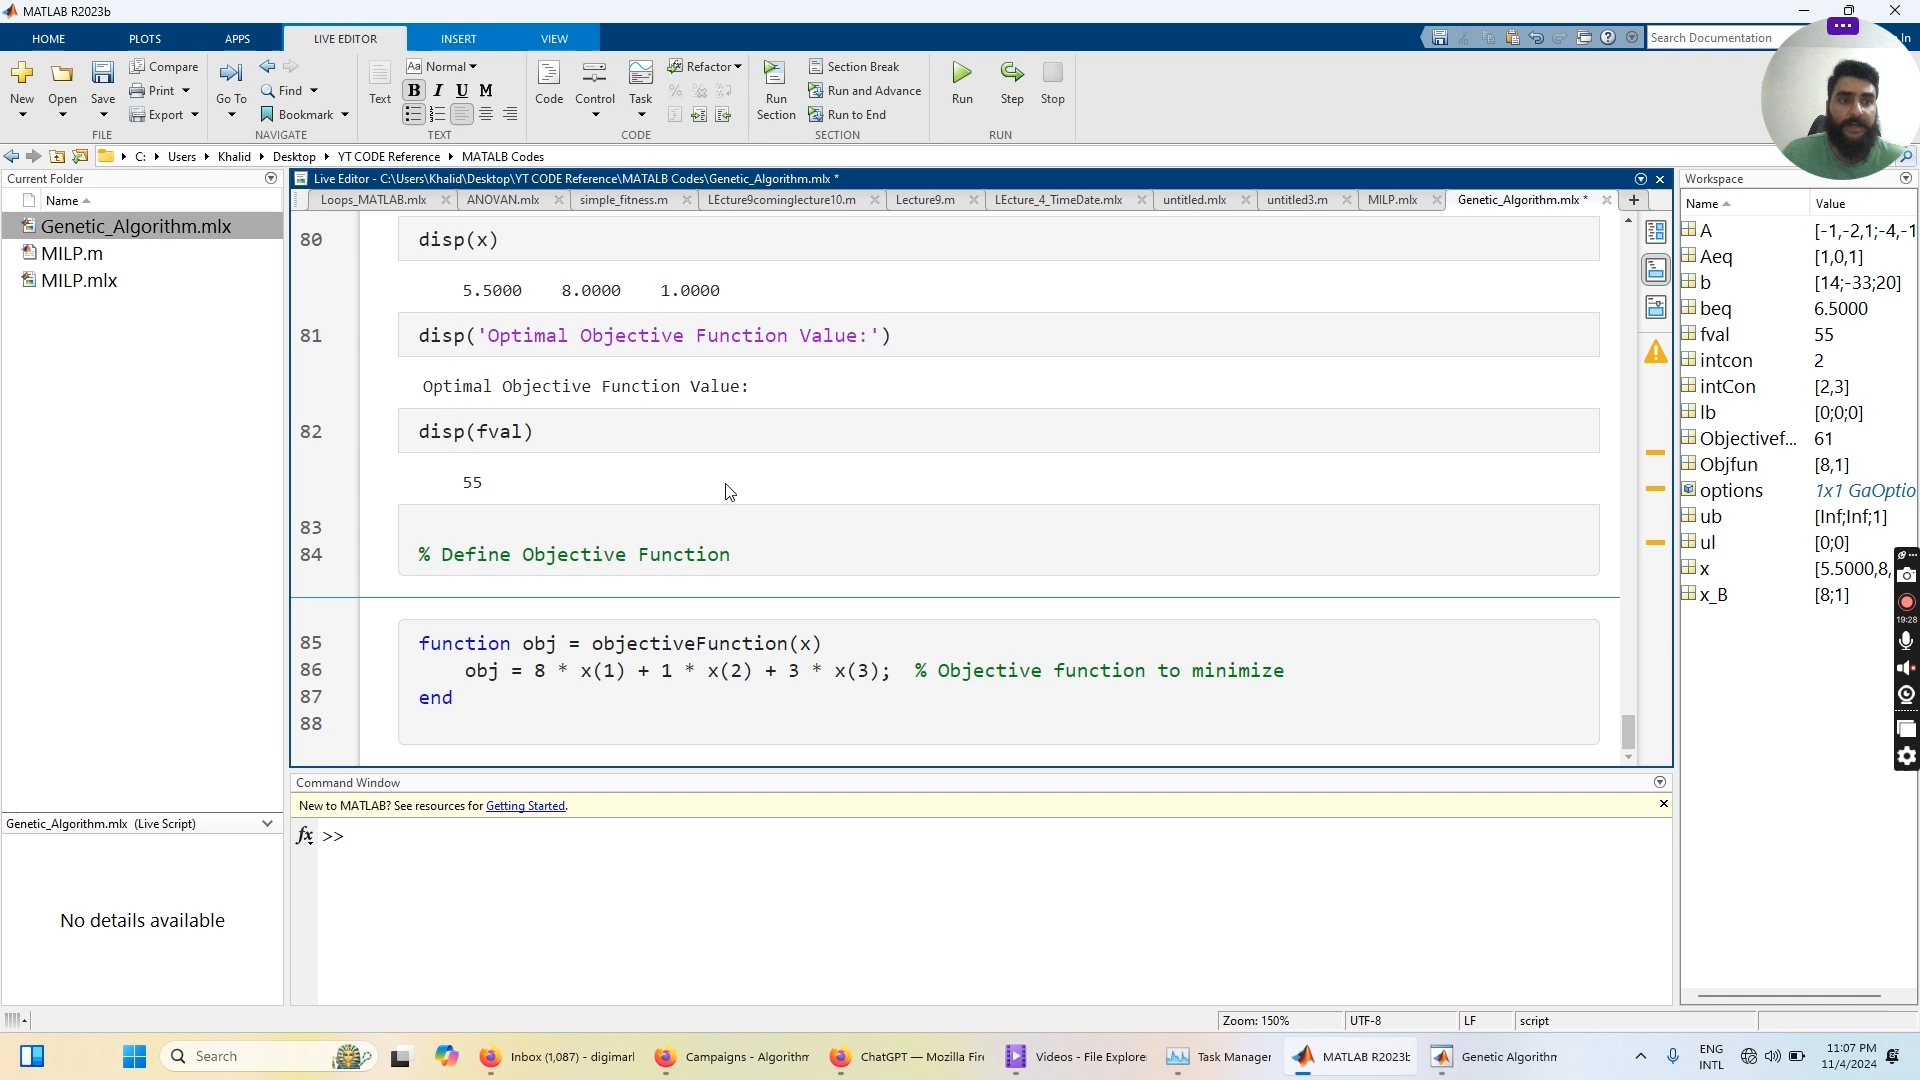 MATLAB R2023b
HOME PLOTS APPS LIVE EDITOR INSERT VIEW
Search Documentation
In
New Open Save Compare Print Export
FILE
Go To Find Bookmark
NAVIGATE
Text Aa Normal
B I U M
TEXT
Code Control Task Refactor
CODE
Run Section Section Break
Run and Advance
Run to End
SECTION
Run Step Stop
RUN
C: Users Khalid Desktop YT CODE Reference MATALB Codes
Current Folder
Name
Genetic_Algorithm.mlx
MILP.m
MILP.mlx
Genetic_Algorithm.mlx (Live Script)
No details available
Live Editor - C:\Users\Khalid\Desktop\YT CODE Reference\MATALB Codes\Genetic_Algorithm.mlx *
Loops_MATLAB.mlx ANOVAN.mlx simple_fitness.m LEcture9cominglecture10.m Lecture9.m LEcture_4_TimeDate.mlx untitled.mlx untitled3.m MILP.mlx Genetic_Algorithm.mlx *
80 disp(x)
5.5000 8.0000 1.0000
81 disp('Optimal Objective Function Value:')
Optimal Objective Function Value:
82 disp(fval)
55
83
84 % Define Objective Function
85 function obj = objectiveFunction(x)
86 obj = 8 * x(1) + 1 * x(2) + 3 * x(3); % Objective function to minimize
87 end
88
Command Window
New to MATLAB? See resources for Getting Started.
fx >>
Workspace
Name Value
A [-1,-2,1;-4,-1
Aeq [1,0,1]
b [14;-33;20]
beq 6.5000
fval 55
intcon 2
intCon [2,3]
lb [0;0;0]
Objectivef... 61
Objfun [8,1]
options 1x1 GaOptio
ub [Inf;Inf;1]
ul [0;0]
x [5.5000,8,
x_B [8;1]
19:28
Zoom: 150% UTF-8 LF script
Search
Inbox (1,087) - digimarl
Campaigns - Algorithm
ChatGPT — Mozilla Fire
Videos - File Explorer
Task Manager
MATLAB R2023b
Genetic Algorithm
ENG
INTL
11:07 PM
11/4/2024